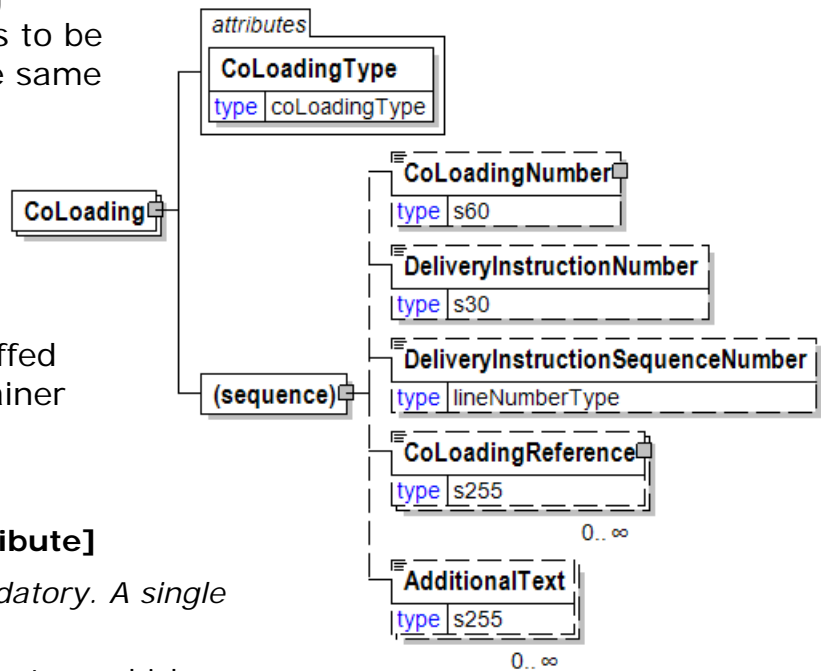 s to be
same
ffed
ibute]
datory. A single
attributes
CoLoadingType
type coLoadingType
CoLoading
(sequence)
CoLoadingNumber
type s60
DeliveryInstructionNumber
type s30
DeliveryInstructionSequenceNumber
type lineNumberType
CoLoadingReference
type s255
0.. ∞
AdditionalText
type s255
0.. ∞